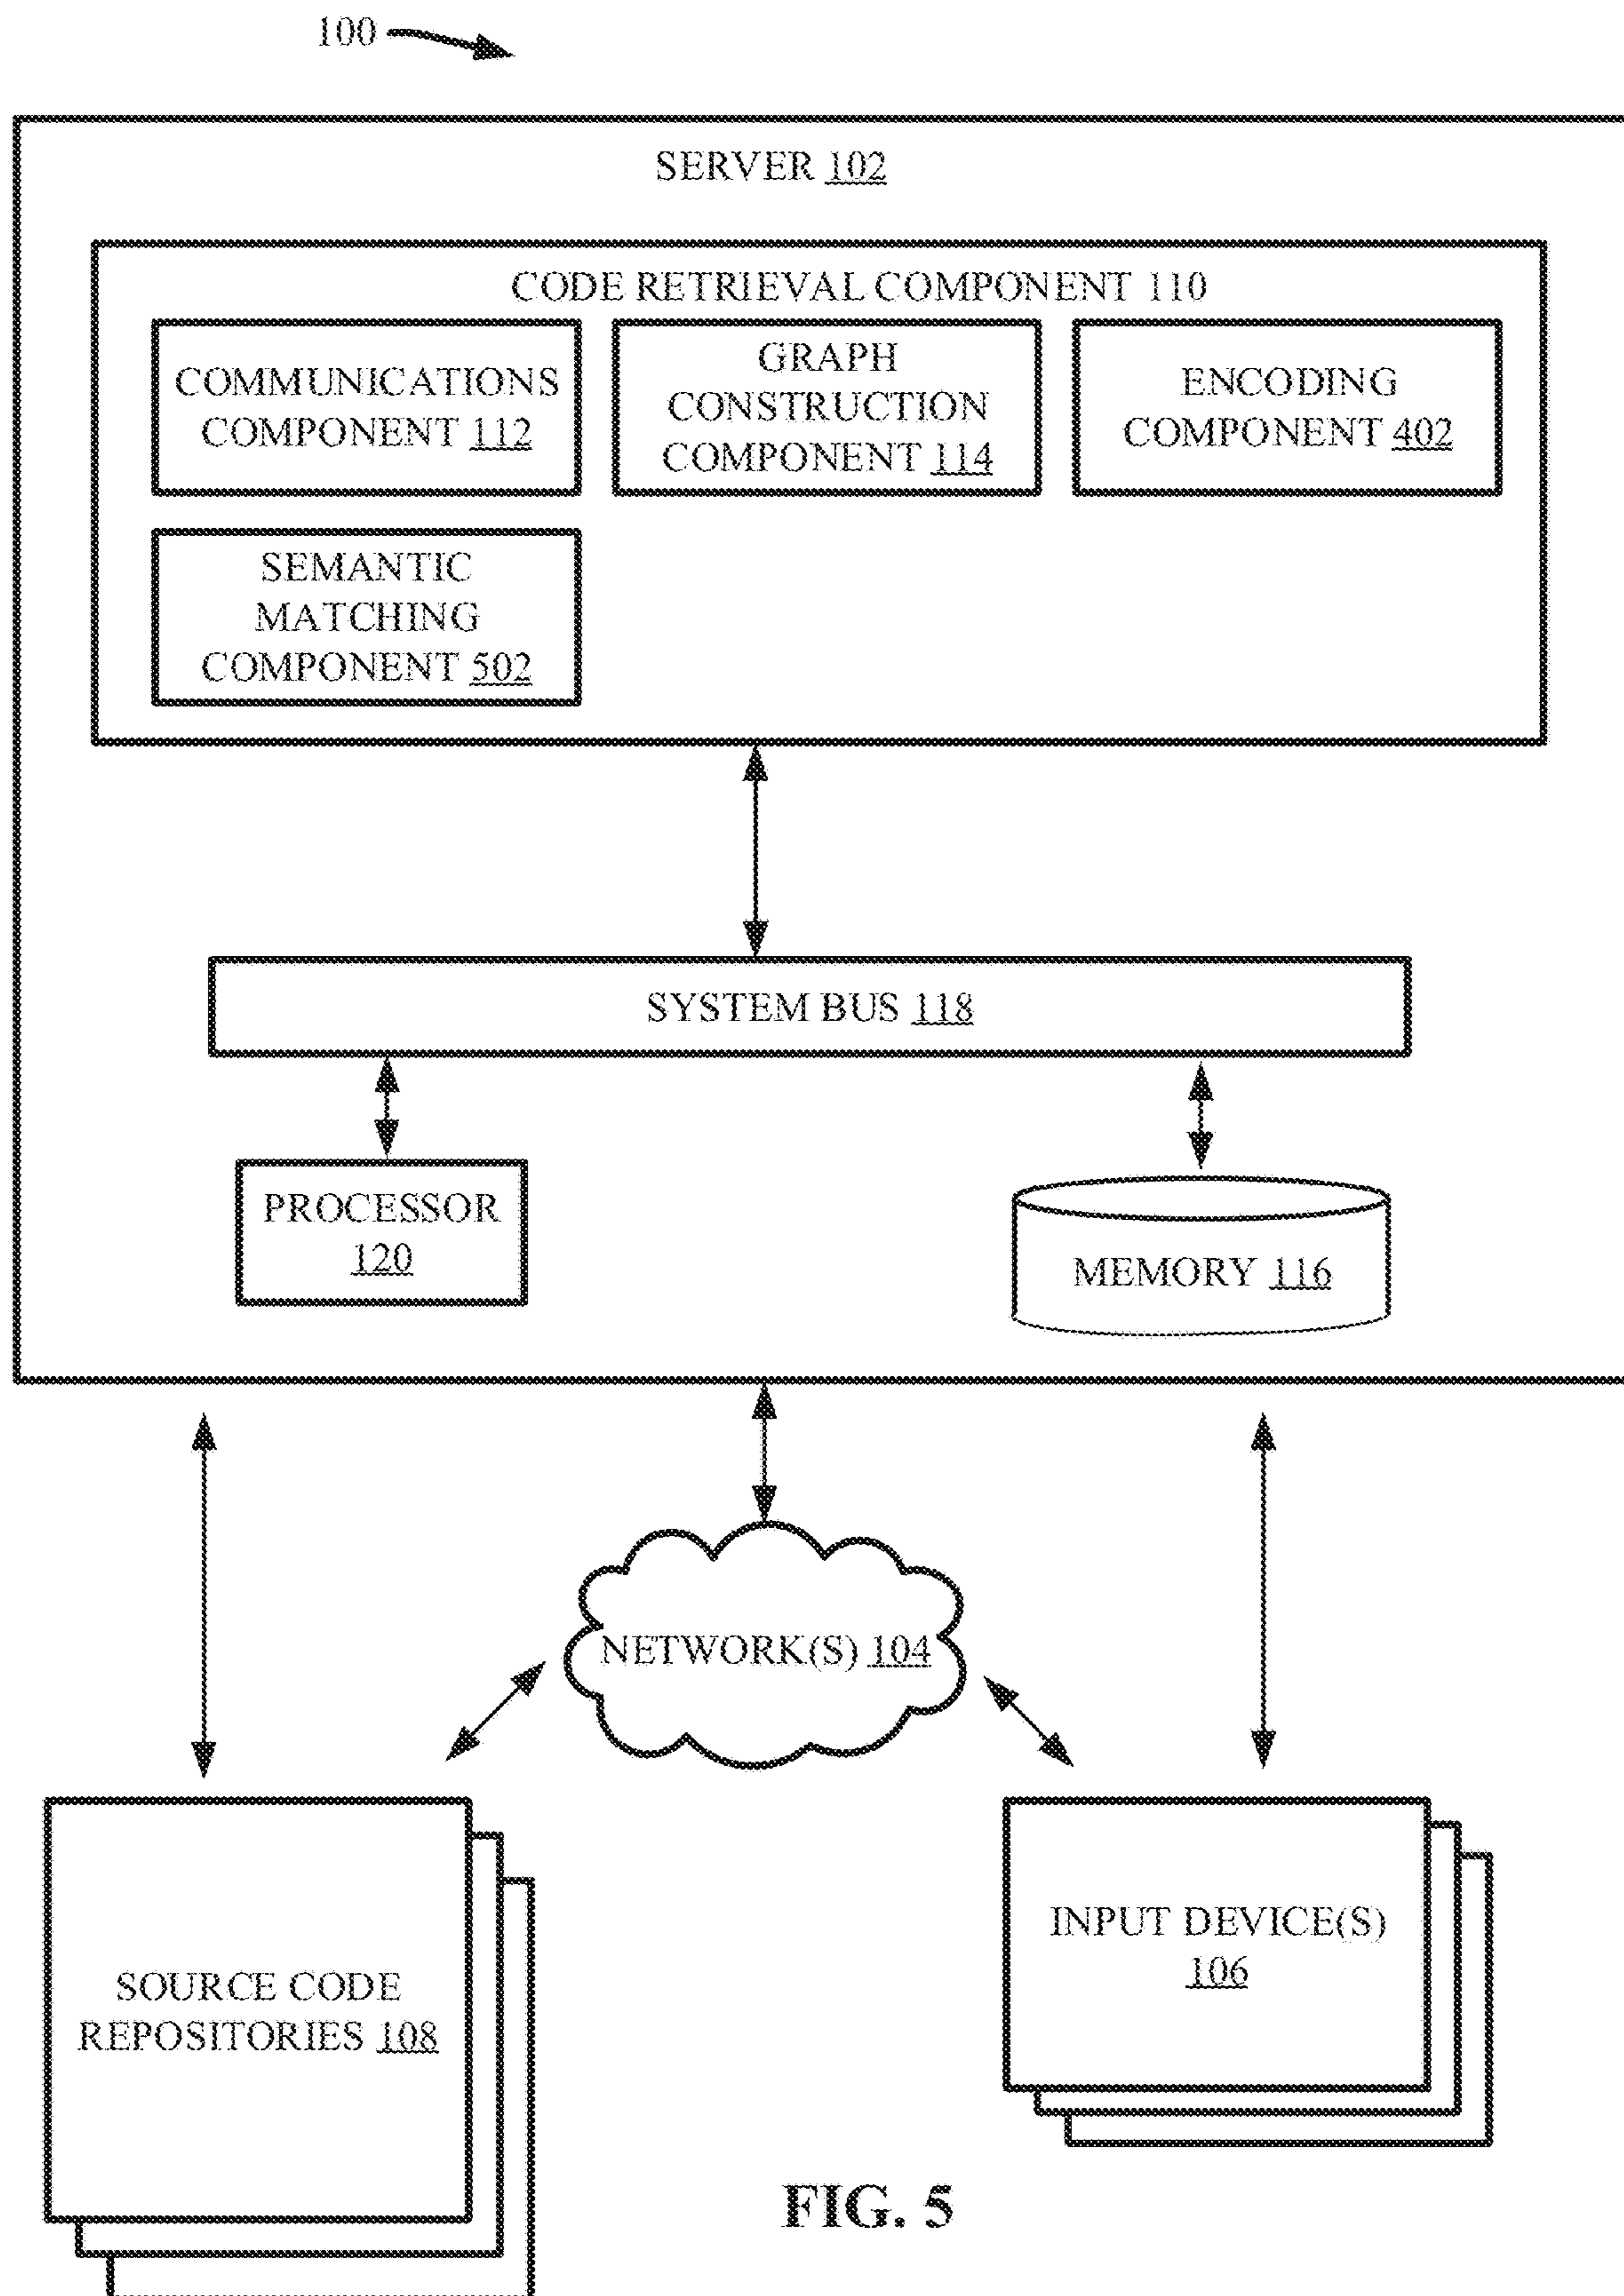 100
SERVER 102
CODE RETRIEVAL COMPONENT 110
COMMUNICATIONS
COMPONENT 112
GRAPH
CONSTRUCTION
COMPONENT 114
ENCODING
COMPONENT 402
SEMANTIC
MATCHING
COMPONENT 502
SYSTEM BUS 118
PROCESSOR
120
MEMORY 116
NETWORK(S) 104
SOURCE CODE
REPOSITORIES 108
INPUT DEVICE(S)
106
FIG. 5